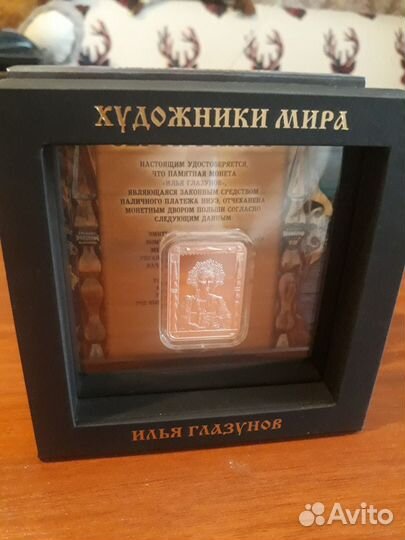 ХУДОЖНИКИ МИРА
НАСТОЯЩИМ УДОСТОВЕРЯЕТСЯ,
ЧТО ПАМЯТНАЯ МОНЕТА
«ИЛЬЯ ГЛАЗУНОВ»,
ЯВЛЯЮЩАЯСЯ ЗАКОННЫМ СРЕДСТВОМ
НАЛИЧНОГО ПЛАТЕЖА НИУЭ, ОТЧЕКАНЕНА
МОНЕТНЫМ ДВОРОМ ПОЛЬШИ СОГЛАСНО
СЛЕДУЮЩИМ ДАННЫМ
ИЛЬЯ ГЛАЗУНОВ
Avito